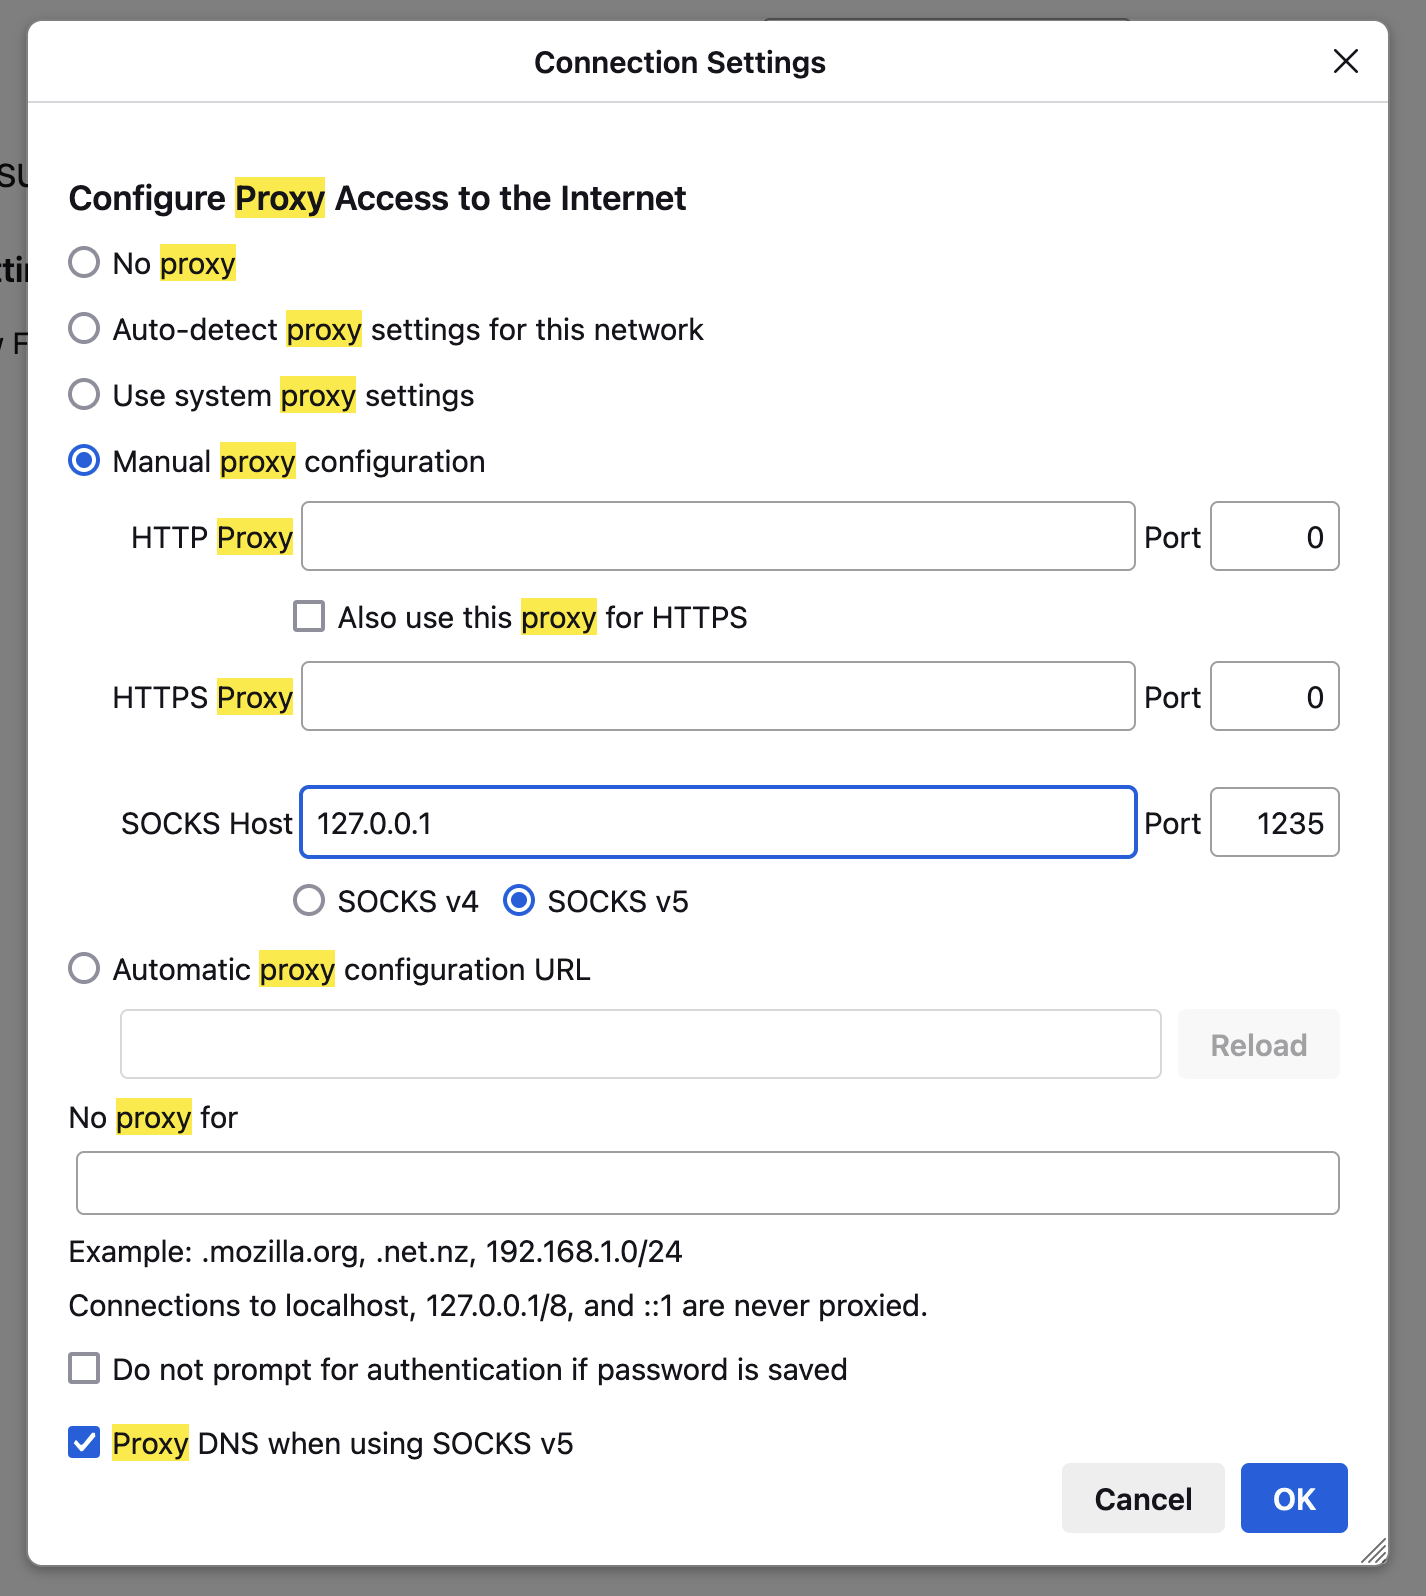 Connection Settings
Configure Proxy Access to the Internet
No proxy
Auto-detect proxy settings for this network
Use system proxy settings
Manual proxy configuration
HTTP Proxy Port 0
Also use this proxy for HTTPS
HTTPS Proxy Port 0
SOCKS Host 127.0.0.1 Port 1235
SOCKS v4 SOCKS v5
Automatic proxy configuration URL
Reload
No proxy for
Example: .mozilla.org, .net.nz, 192.168.1.0/24
Connections to localhost, 127.0.0.1/8, and ::1 are never proxied.
Do not prompt for authentication if password is saved
Proxy DNS when using SOCKS v5
Cancel OK